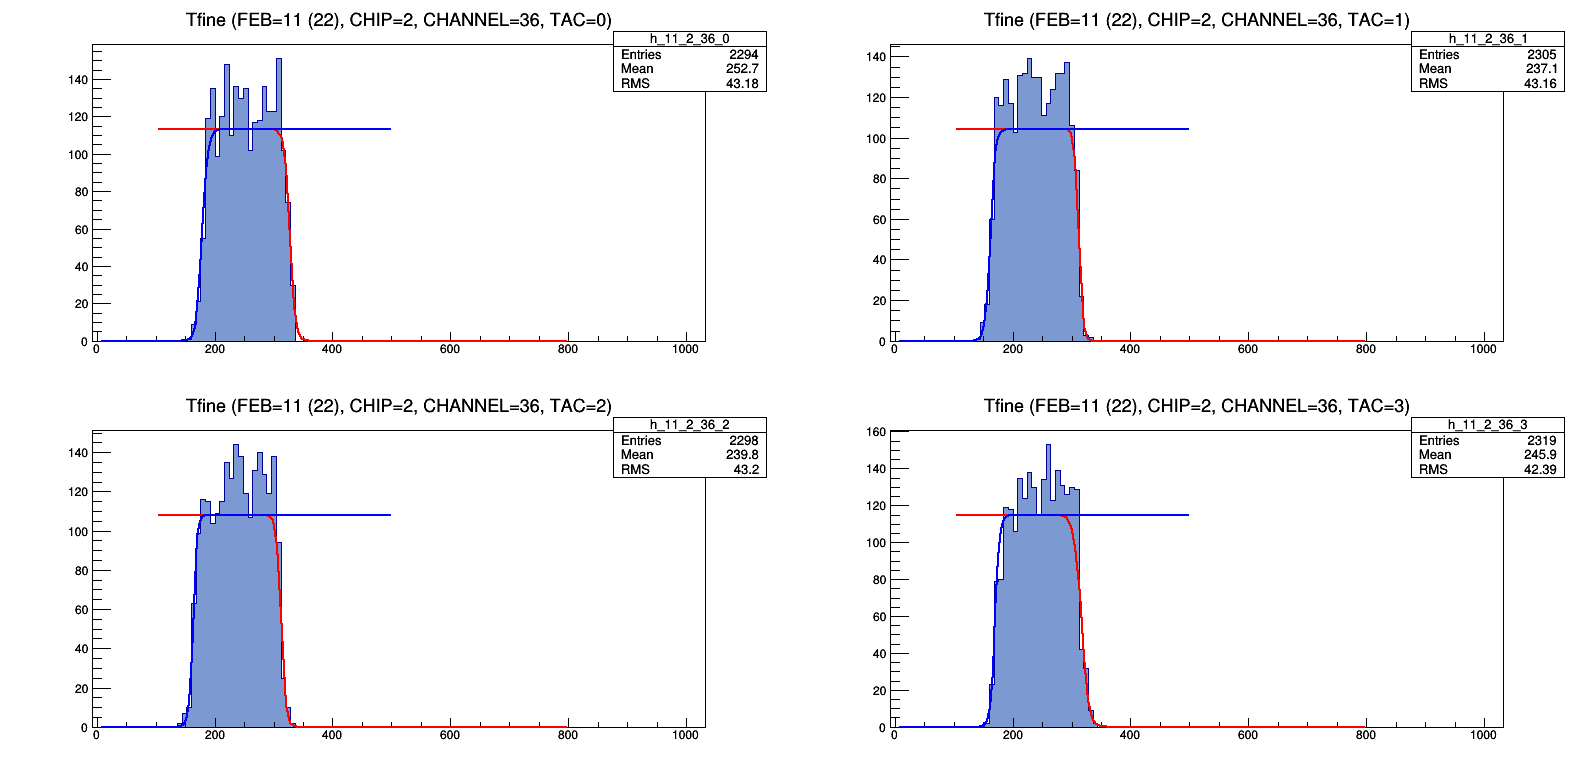 Tfine (FEB=11 (22), CHIP=2, CHANNEL=36, TAC=0)
h_11_2_36_0
Entries 2294
Mean 252.7
RMS 43.18
140
120
100
80
60
40
20
0
0 200 400 600 800 1000
Tfine (FEB=11 (22), CHIP=2, CHANNEL=36, TAC=1)
h_11_2_36_1
Entries 2305
Mean 237.1
RMS 43.16
140
120
100
80
60
40
20
0
0 200 400 600 800 1000
Tfine (FEB=11 (22), CHIP=2, CHANNEL=36, TAC=2)
h_11_2_36_2
Entries 2298
Mean 239.8
RMS 43.2
140
120
100
80
60
40
20
0
0 200 400 600 800 1000
Tfine (FEB=11 (22), CHIP=2, CHANNEL=36, TAC=3)
h_11_2_36_3
Entries 2319
Mean 245.9
RMS 42.39
160
140
120
100
80
60
40
20
0
0 200 400 600 800 1000